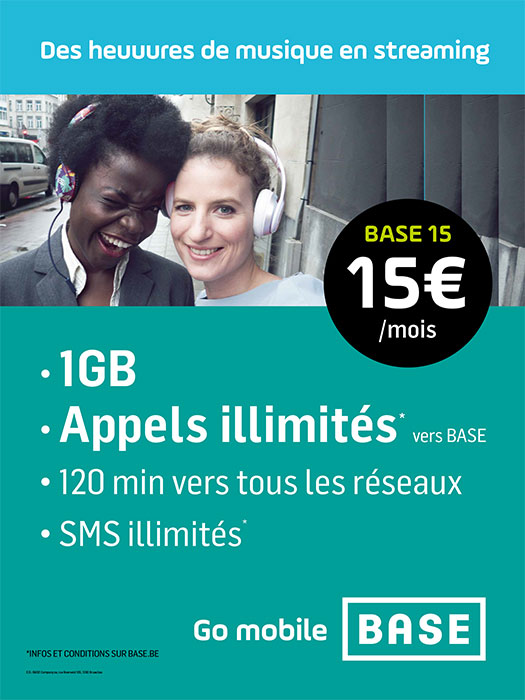 Des heuuures de musique en streaming
BASE 15
15€
/mois
• 1GB
• Appels illimités* vers BASE
• 120 min vers tous les réseaux
• SMS illimités*
Go mobile BASE
*INFOS ET CONDITIONS SUR BASE.BE